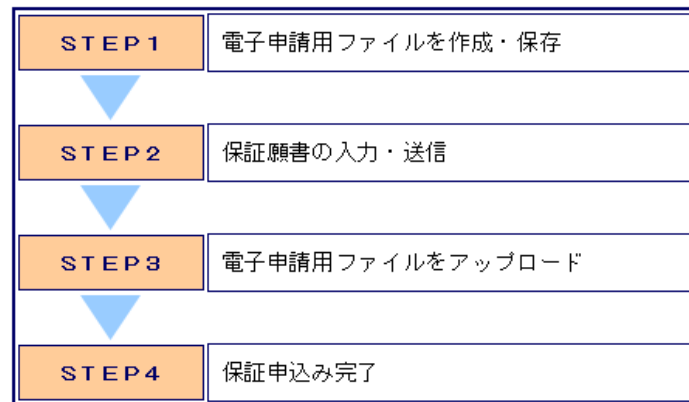 STEP1
電子申請用ファイルを作成・保存
STEP2
保証願書の入力・送信
STEP3
電子申請用ファイルをアップロード
STEP4
保証申込み完了